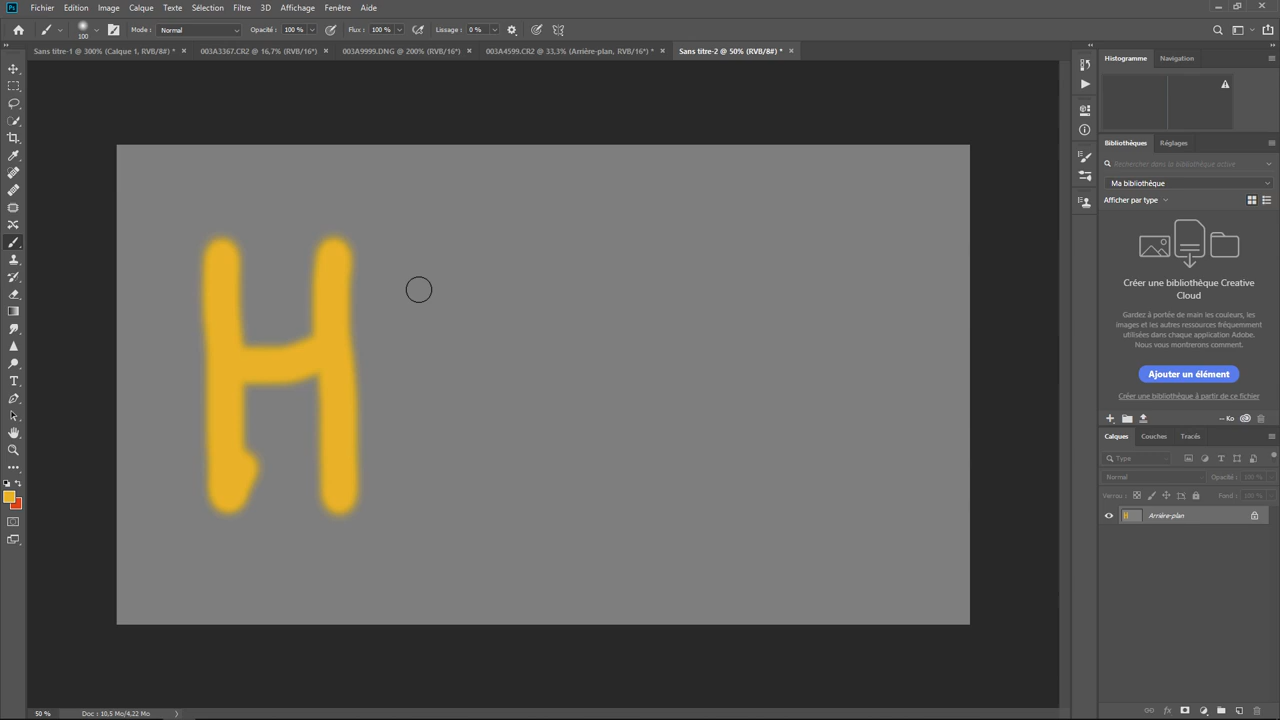 Ps Fichier Edition Image Calque Texte Sélection Filtre 3D Affichage Fenêtre Aide
100 Mode : Normal Opacité : 100 % Flux : 100 % Lissage : 0 %
Sans titre-1 @ 300% (Calque 1, RVB/8#) * × 003A3367.CR2 @ 16,7% (RVB/16*) × 003A9999.DNG @ 200% (RVB/16*) × 003A4599.CR2 @ 33,3% (Arrière-plan, RVB/16*) * × Sans titre-2 @ 50% (RVB/8#) * ×
Histogramme Navigation
Bibliothèques Réglages
Rechercher dans la bibliothèque active
Ma bibliothèque
Afficher par type
H
Créer une bibliothèque Creative
Cloud
Gardez à portée de main les couleurs, les
images et les autres ressources fréquemment
utilisées dans chaque application Adobe.
Nous vous montrerons comment.
Ajouter un élément
Créer une bibliothèque à partir de ce fichier
-- Ko
Calques Couches Tracés
Type
Normal Opacité : 100 %
Verrou : Fond : 100 %
H Arrière-plan
50 % Doc : 10,5 Mo/4,22 Mo